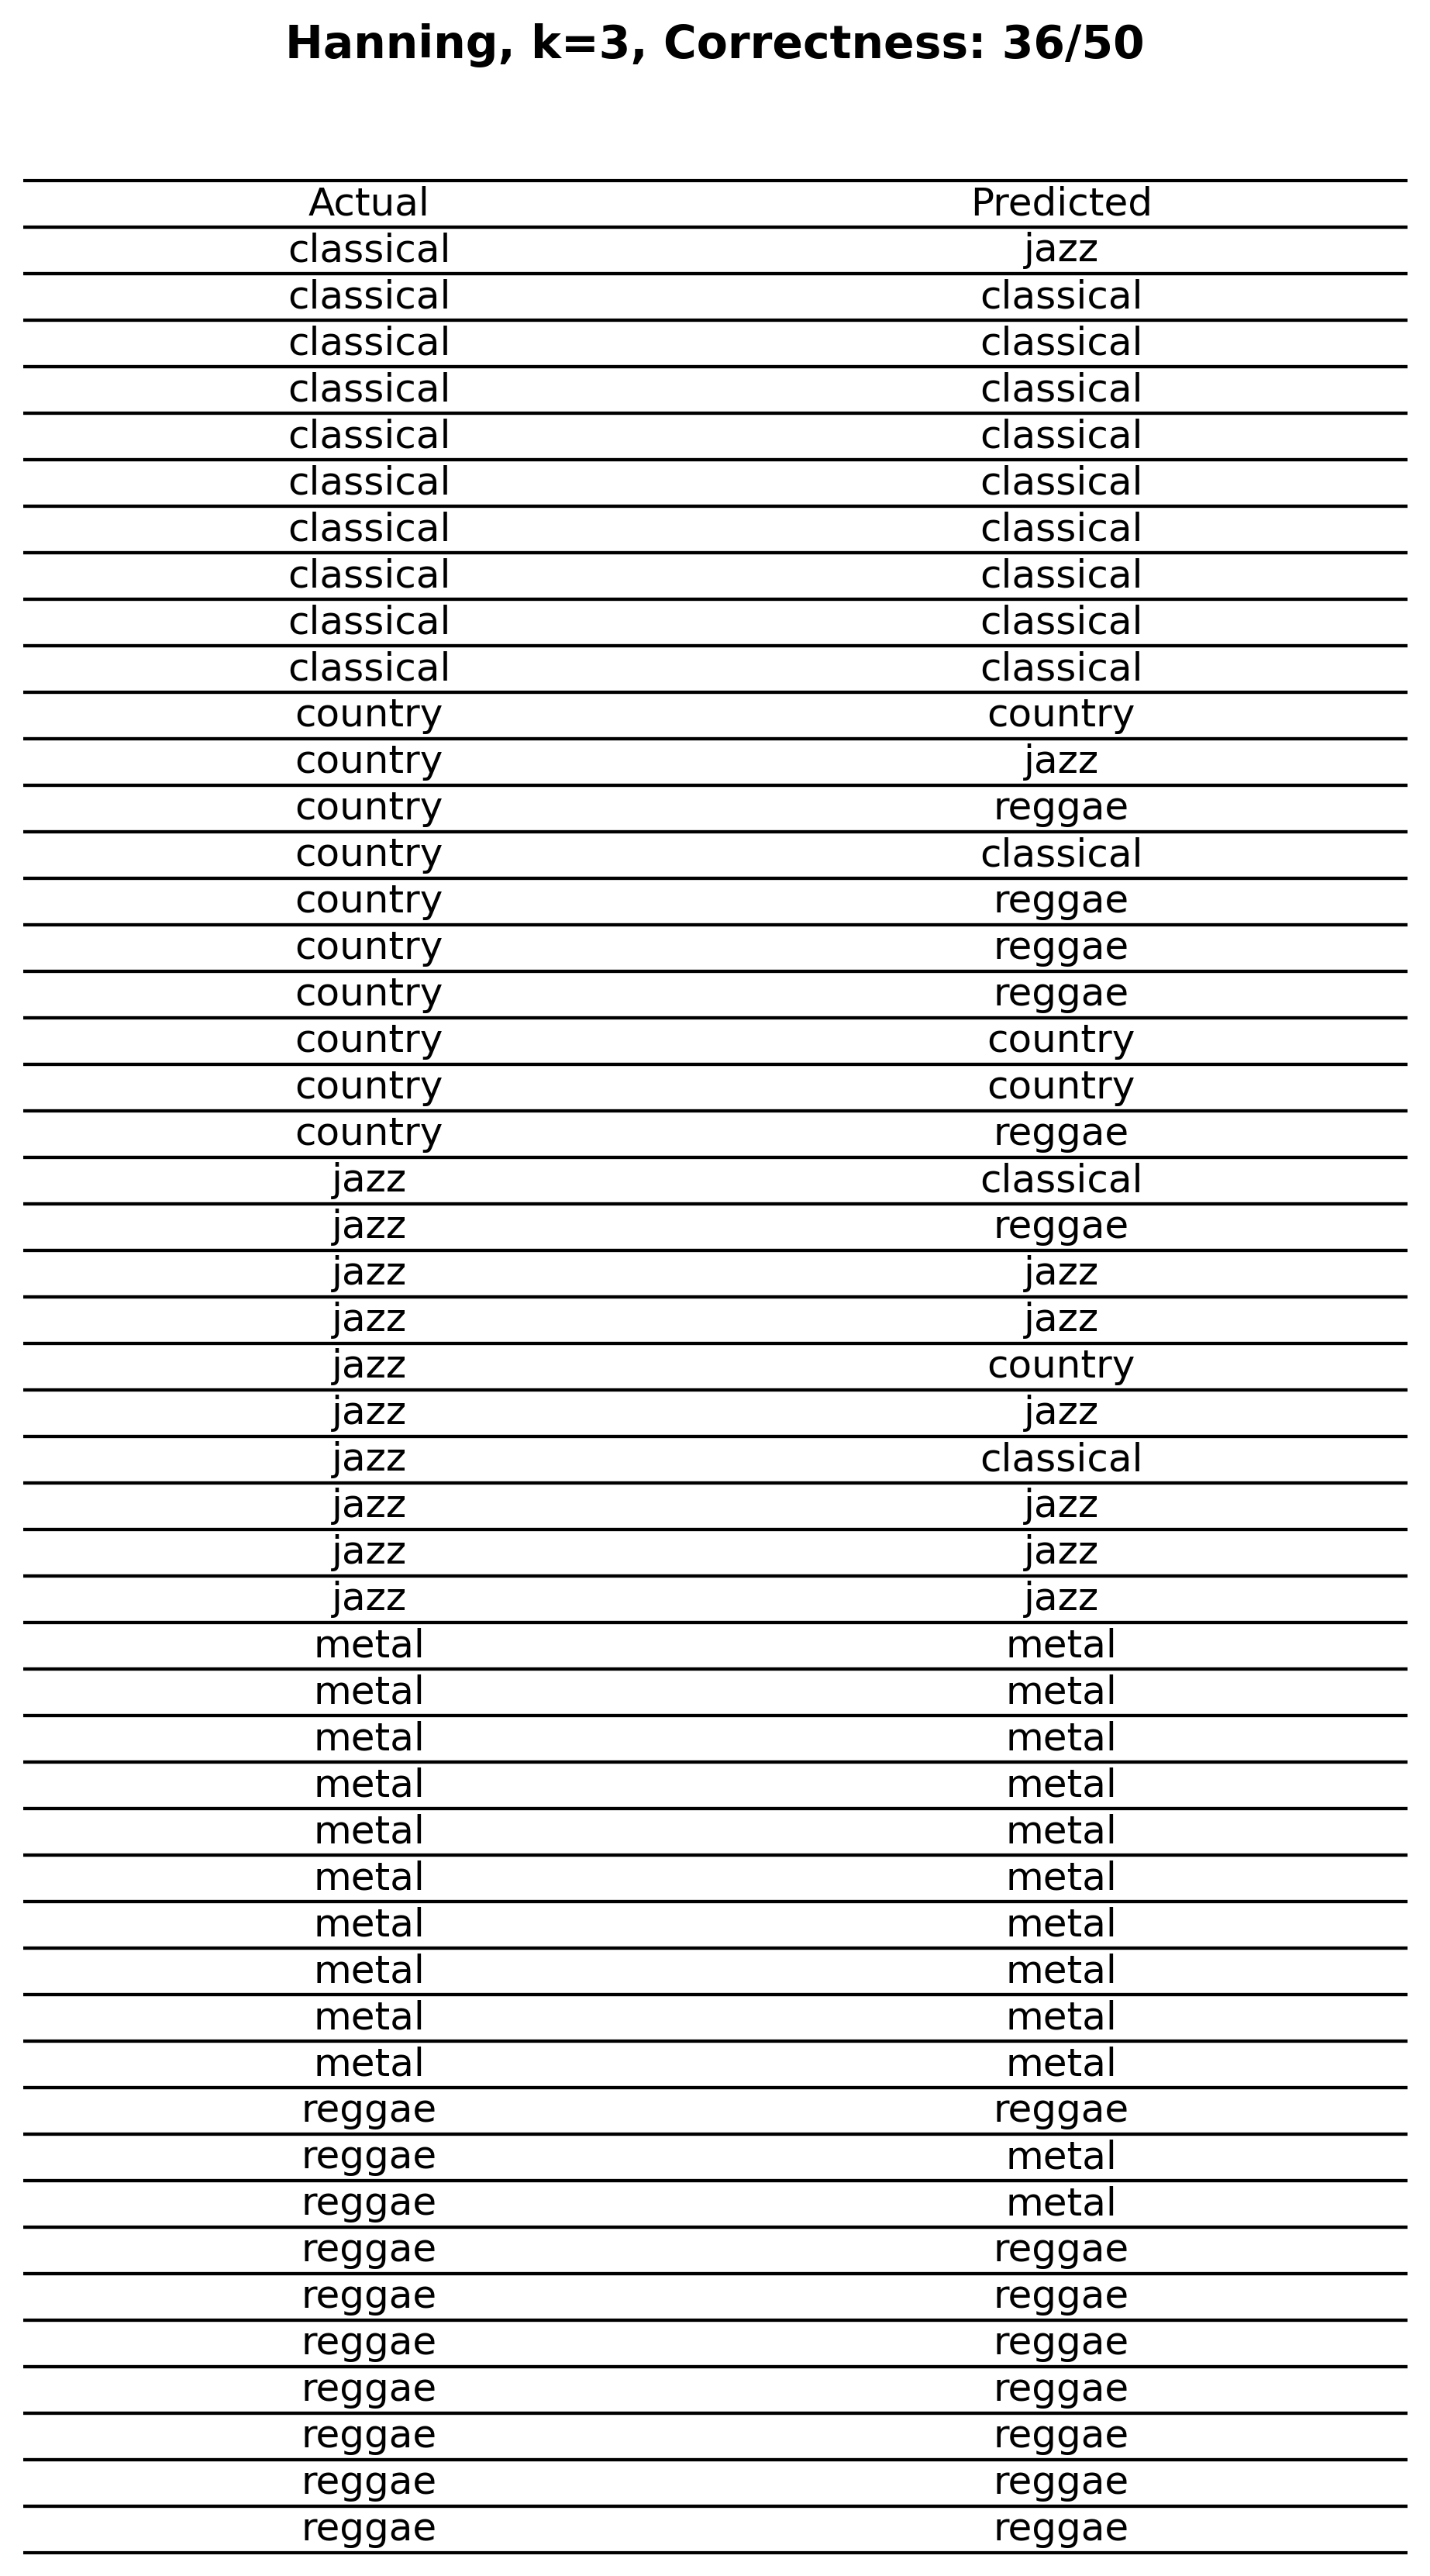 Hanning, k=3, Correctness: 36/50
Actual Predicted
classical jazz
classical classical
classical classical
classical classical
classical classical
classical classical
classical classical
classical classical
classical classical
classical classical
country country
country jazz
country reggae
country classical
country reggae
country reggae
country reggae
country country
country country
country reggae
jazz classical
jazz reggae
jazz jazz
jazz jazz
jazz country
jazz jazz
jazz classical
jazz jazz
jazz jazz
jazz jazz
metal metal
metal metal
metal metal
metal metal
metal metal
metal metal
metal metal
metal metal
metal metal
metal metal
reggae reggae
reggae metal
reggae metal
reggae reggae
reggae reggae
reggae reggae
reggae reggae
reggae reggae
reggae reggae
reggae reggae